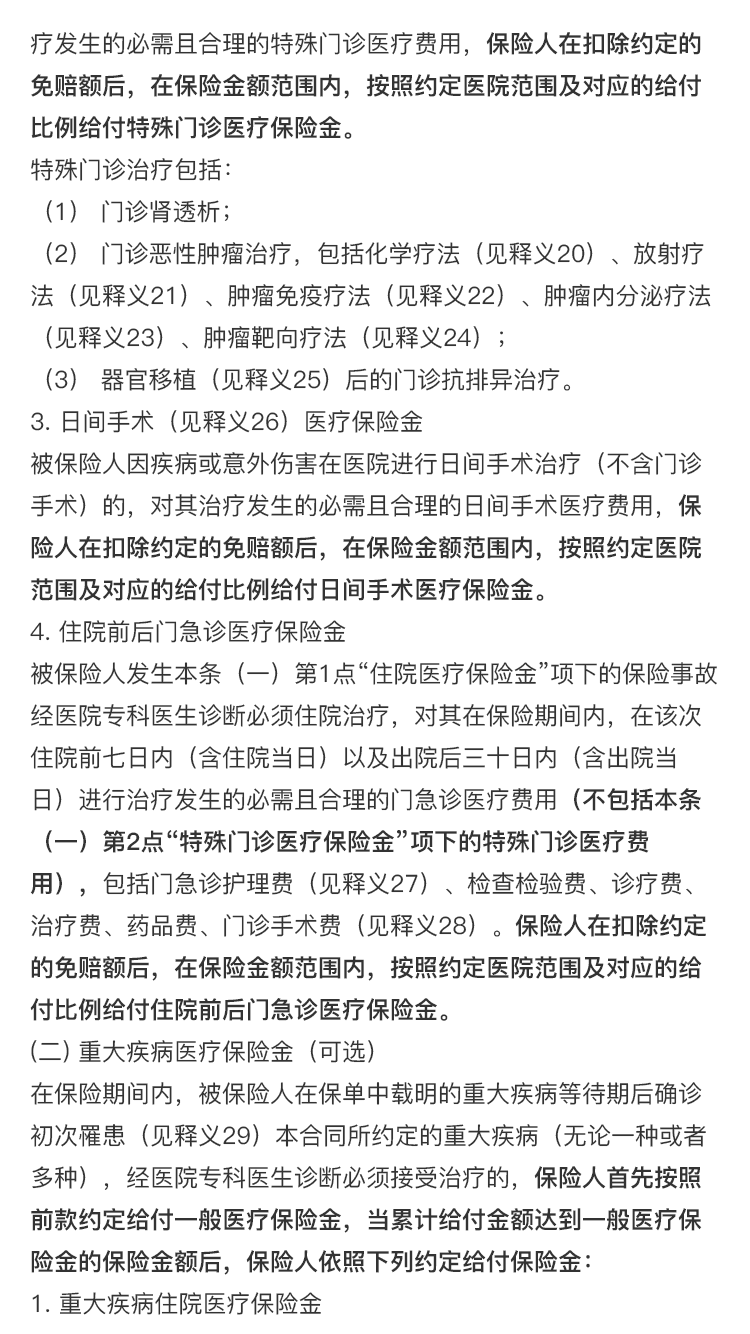 疗发生的必需且合理的特殊门诊医疗费用，保险人在扣除约定的
免赔额后，在保险金额范围内，按照约定医院范围及对应的给付
比例给付特殊门诊医疗保险金。
特殊门诊治疗包括：
（1） 门诊肾透析；
（2） 门诊恶性肿瘤治疗，包括化学疗法（见释义20）、放射疗
法（见释义21）、肿瘤免疫疗法（见释义22）、肿瘤内分泌疗法
（见释义23）、肿瘤靶向疗法（见释义24）；
（3） 器官移植（见释义25）后的门诊抗排异治疗。
3. 日间手术（见释义26）医疗保险金
被保险人因疾病或意外伤害在医院进行日间手术治疗（不含门诊
手术）的，对其治疗发生的必需且合理的日间手术医疗费用，保
险人在扣除约定的免赔额后，在保险金额范围内，按照约定医院
范围及对应的给付比例给付日间手术医疗保险金。
4. 住院前后门急诊医疗保险金
被保险人发生本条（一）第1点“住院医疗保险金”项下的保险事故
经医院专科医生诊断必须住院治疗，对其在保险期间内，在该次
住院前七日内（含住院当日）以及出院后三十日内（含出院当
日）进行治疗发生的必需且合理的门急诊医疗费用（不包括本条
（一）第2点“特殊门诊医疗保险金”项下的特殊门诊医疗费
用），包括门急诊护理费（见释义27）、检查检验费、诊疗费、
治疗费、药品费、门诊手术费（见释义28）。保险人在扣除约定
的免赔额后，在保险金额范围内，按照约定医院范围及对应的给
付比例给付住院前后门急诊医疗保险金。
(二) 重大疾病医疗保险金（可选）
在保险期间内，被保险人在保单中载明的重大疾病等待期后确诊
初次罹患（见释义29）本合同所约定的重大疾病（无论一种或者
多种），经医院专科医生诊断必须接受治疗的，保险人首先按照
前款约定给付一般医疗保险金，当累计给付金额达到一般医疗保
险金的保险金额后，保险人依照下列约定给付保险金：
1. 重大疾病住院医疗保险金